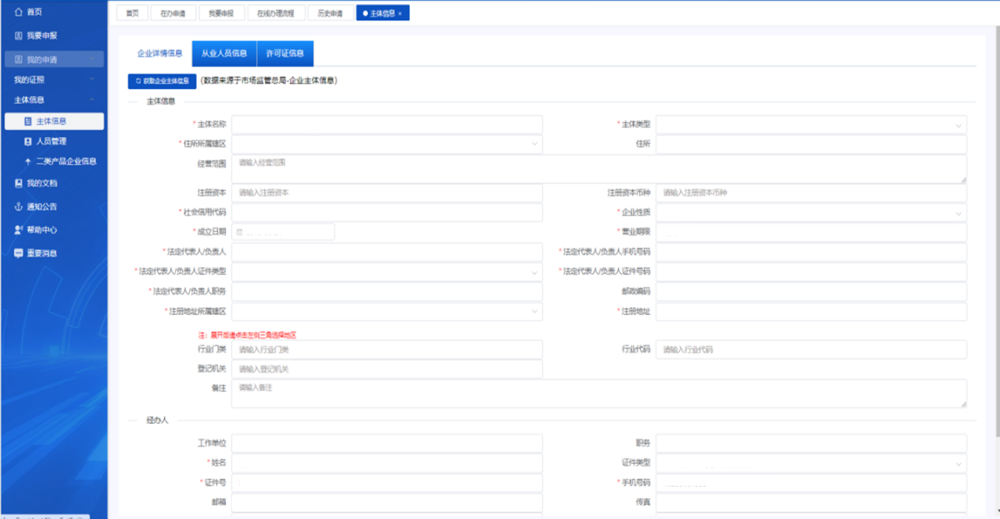 首页
我要申报
我的申请
我的证照
主体信息
主体信息
人员管理
二类产品企业信息
我的文档
通知公告
帮助中心
重要消息
首页 在办申请 我要申报 在线办理流程 历史申请 主体信息 ×
企业详情信息 从业人员信息 许可证信息
获取企业主体信息 (数据来源于市场监管总局-企业主体信息)
主体信息
* 主体名称 * 主体类型
* 住所所属辖区 住所
经营范围 请输入经营范围
注册资本 请输入注册资本 注册资本币种 请输入注册资本币种
* 社会信用代码 * 企业性质
* 成立日期 * 营业期限
* 法定代表人/负责人 * 法定代表人/负责人手机号码
* 法定代表人/负责人证件类型 * 法定代表人/负责人证件号码
* 法定代表人/负责人职务 邮政编码
* 注册地址所属辖区 * 注册地址
注：展开后请点击左侧三角选择地区
行业门类 请输入行业门类 行业代码 请输入行业代码
登记机关 请输入登记机关
备注 请输入备注
经办人
工作单位 职务
* 姓名 证件类型
* 证件号 * 手机号码
邮箱 传真